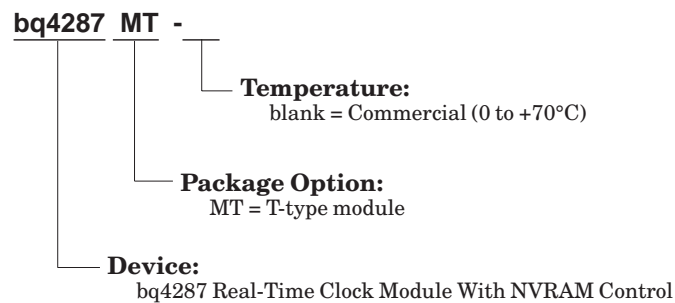 bq4287 MT -
Temperature:
blank = Commercial (0 to +70°C)
Package Option:
MT = T-type module
Device:
bq4287 Real-Time Clock Module With NVRAM Control